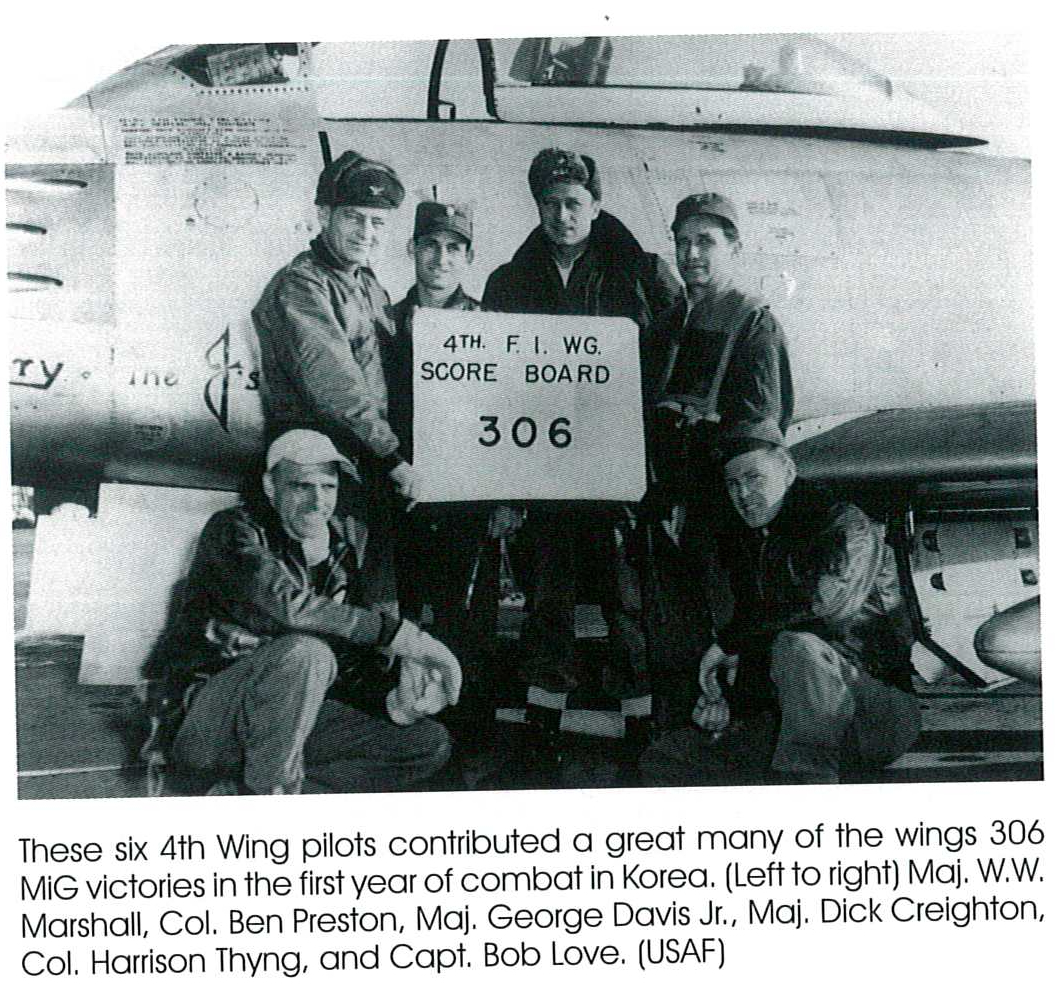 ry. The J's
4TH. F. I. WG.
SCORE BOARD
306
These six 4th Wing pilots contributed a great many of the wings 306
MiG victories in the first year of combat in Korea. (Left to right) Maj. W.W.
Marshall, Col. Ben Preston, Maj. George Davis Jr., Maj. Dick Creighton,
Col. Harrison Thyng, and Capt. Bob Love. (USAF)